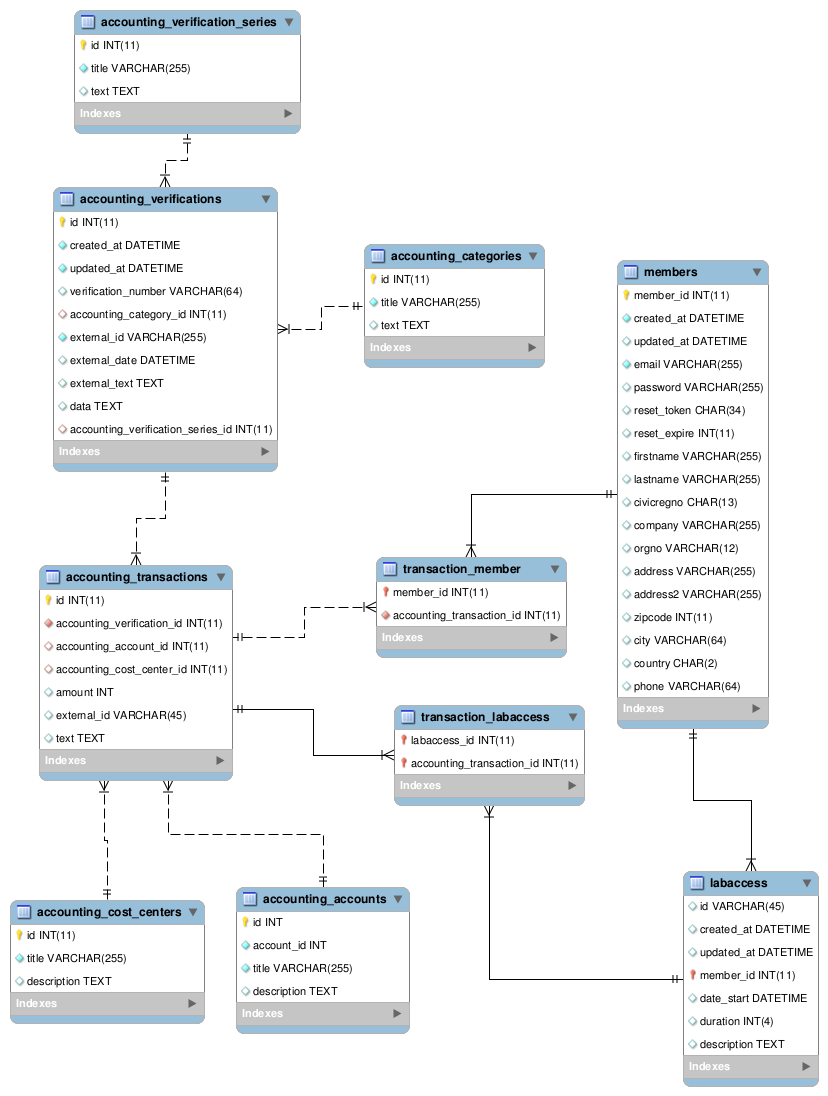 accounting_verification_series
id INT(11)
title VARCHAR(255)
text TEXT
Indexes
accounting_verifications
id INT(11)
created_at DATETIME
updated_at DATETIME
verification_number VARCHAR(64)
accounting_category_id INT(11)
external_id VARCHAR(255)
external_date DATETIME
external_text TEXT
data TEXT
accounting_verification_series_id INT(11)
Indexes
accounting_categories
id INT(11)
title VARCHAR(255)
text TEXT
Indexes
members
member_id INT(11)
created_at DATETIME
updated_at DATETIME
email VARCHAR(255)
password VARCHAR(255)
reset_token CHAR(34)
reset_expire INT(11)
firstname VARCHAR(255)
lastname VARCHAR(255)
civicregno CHAR(13)
company VARCHAR(255)
orgno VARCHAR(12)
address VARCHAR(255)
address2 VARCHAR(255)
zipcode INT(11)
city VARCHAR(64)
country CHAR(2)
phone VARCHAR(64)
Indexes
accounting_transactions
id INT(11)
accounting_verification_id INT(11)
accounting_account_id INT(11)
accounting_cost_center_id INT(11)
amount INT
external_id VARCHAR(45)
text TEXT
Indexes
transaction_member
member_id INT(11)
accounting_transaction_id INT(11)
Indexes
transaction_labaccess
labaccess_id INT(11)
accounting_transaction_id INT(11)
Indexes
accounting_cost_centers
id INT(11)
title VARCHAR(255)
description TEXT
Indexes
accounting_accounts
id INT
account_id INT
title VARCHAR(255)
description TEXT
Indexes
labaccess
id VARCHAR(45)
created_at DATETIME
updated_at DATETIME
member_id INT(11)
date_start DATETIME
duration INT(4)
description TEXT
Indexes